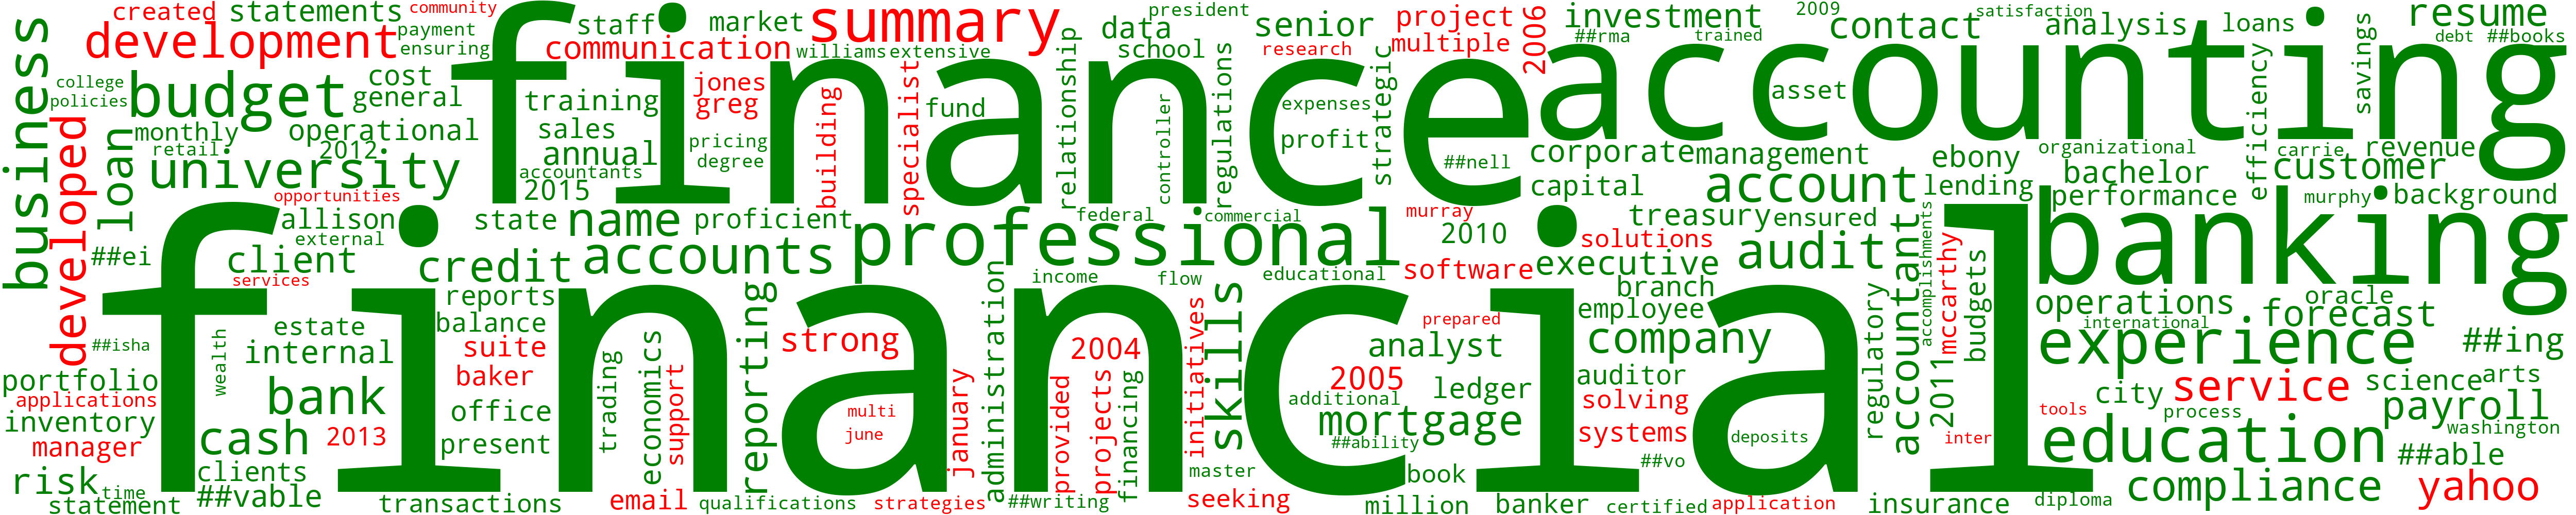 finance
accounting
financial
banking
professional
summary
development
budget
university
business
developed
loan
created
statements
community
payment
ensuring
staff
market
communication
williams
extensive
data
president
school
senior
research
project
multiple
2006
investment
##rma
2009
trained
contact
satisfaction
analysis
loans
resume
debt
##books
savings
efficiency
college
policies
cost
general
monthly
operational
retail
2012
opportunities
allison
external
##ei
client
services
jones
greg
training
sales
annual
accountants
2015
pricing
degree
building
specialist
fund
relationship
controller
regulations
expenses
profit
strategic
##nell
asset
corporate
management
capital
account
ebony
lending
organizational
bachelor
performance
carrie
revenue
customer
murphy
background
state
name
proficient
accounts
credit
federal
commercial
murray
2010
treasury
ensured
solutions
software
executive
audit
accountant
accomplishments
mccarthy
budgets
2011
regulatory
income
flow
educational
branch
employee
company
operations
international
oracle
forecast
experience
##ing
reports
balance
estate
internal
wealth
##isha
suite
baker
portfolio
applications
inventory
manager
bank
cash
2013
office
present
trading
economics
support
reporting
strong
multi
june
january
administration
2004
provided
projects
financing
initiatives
skills
prepared
analyst
2005
ledger
additional
mortgage
##ability
auditor
solving
systems
deposits
inter
city
service
science
arts
tools
process
payroll
washington
education
##able
risk
time
statement
clients
##vable
transactions
email
qualifications
strategies
##writing
master
seeking
book
million
##vo
banker
certified
application
insurance
diploma
compliance
yahoo